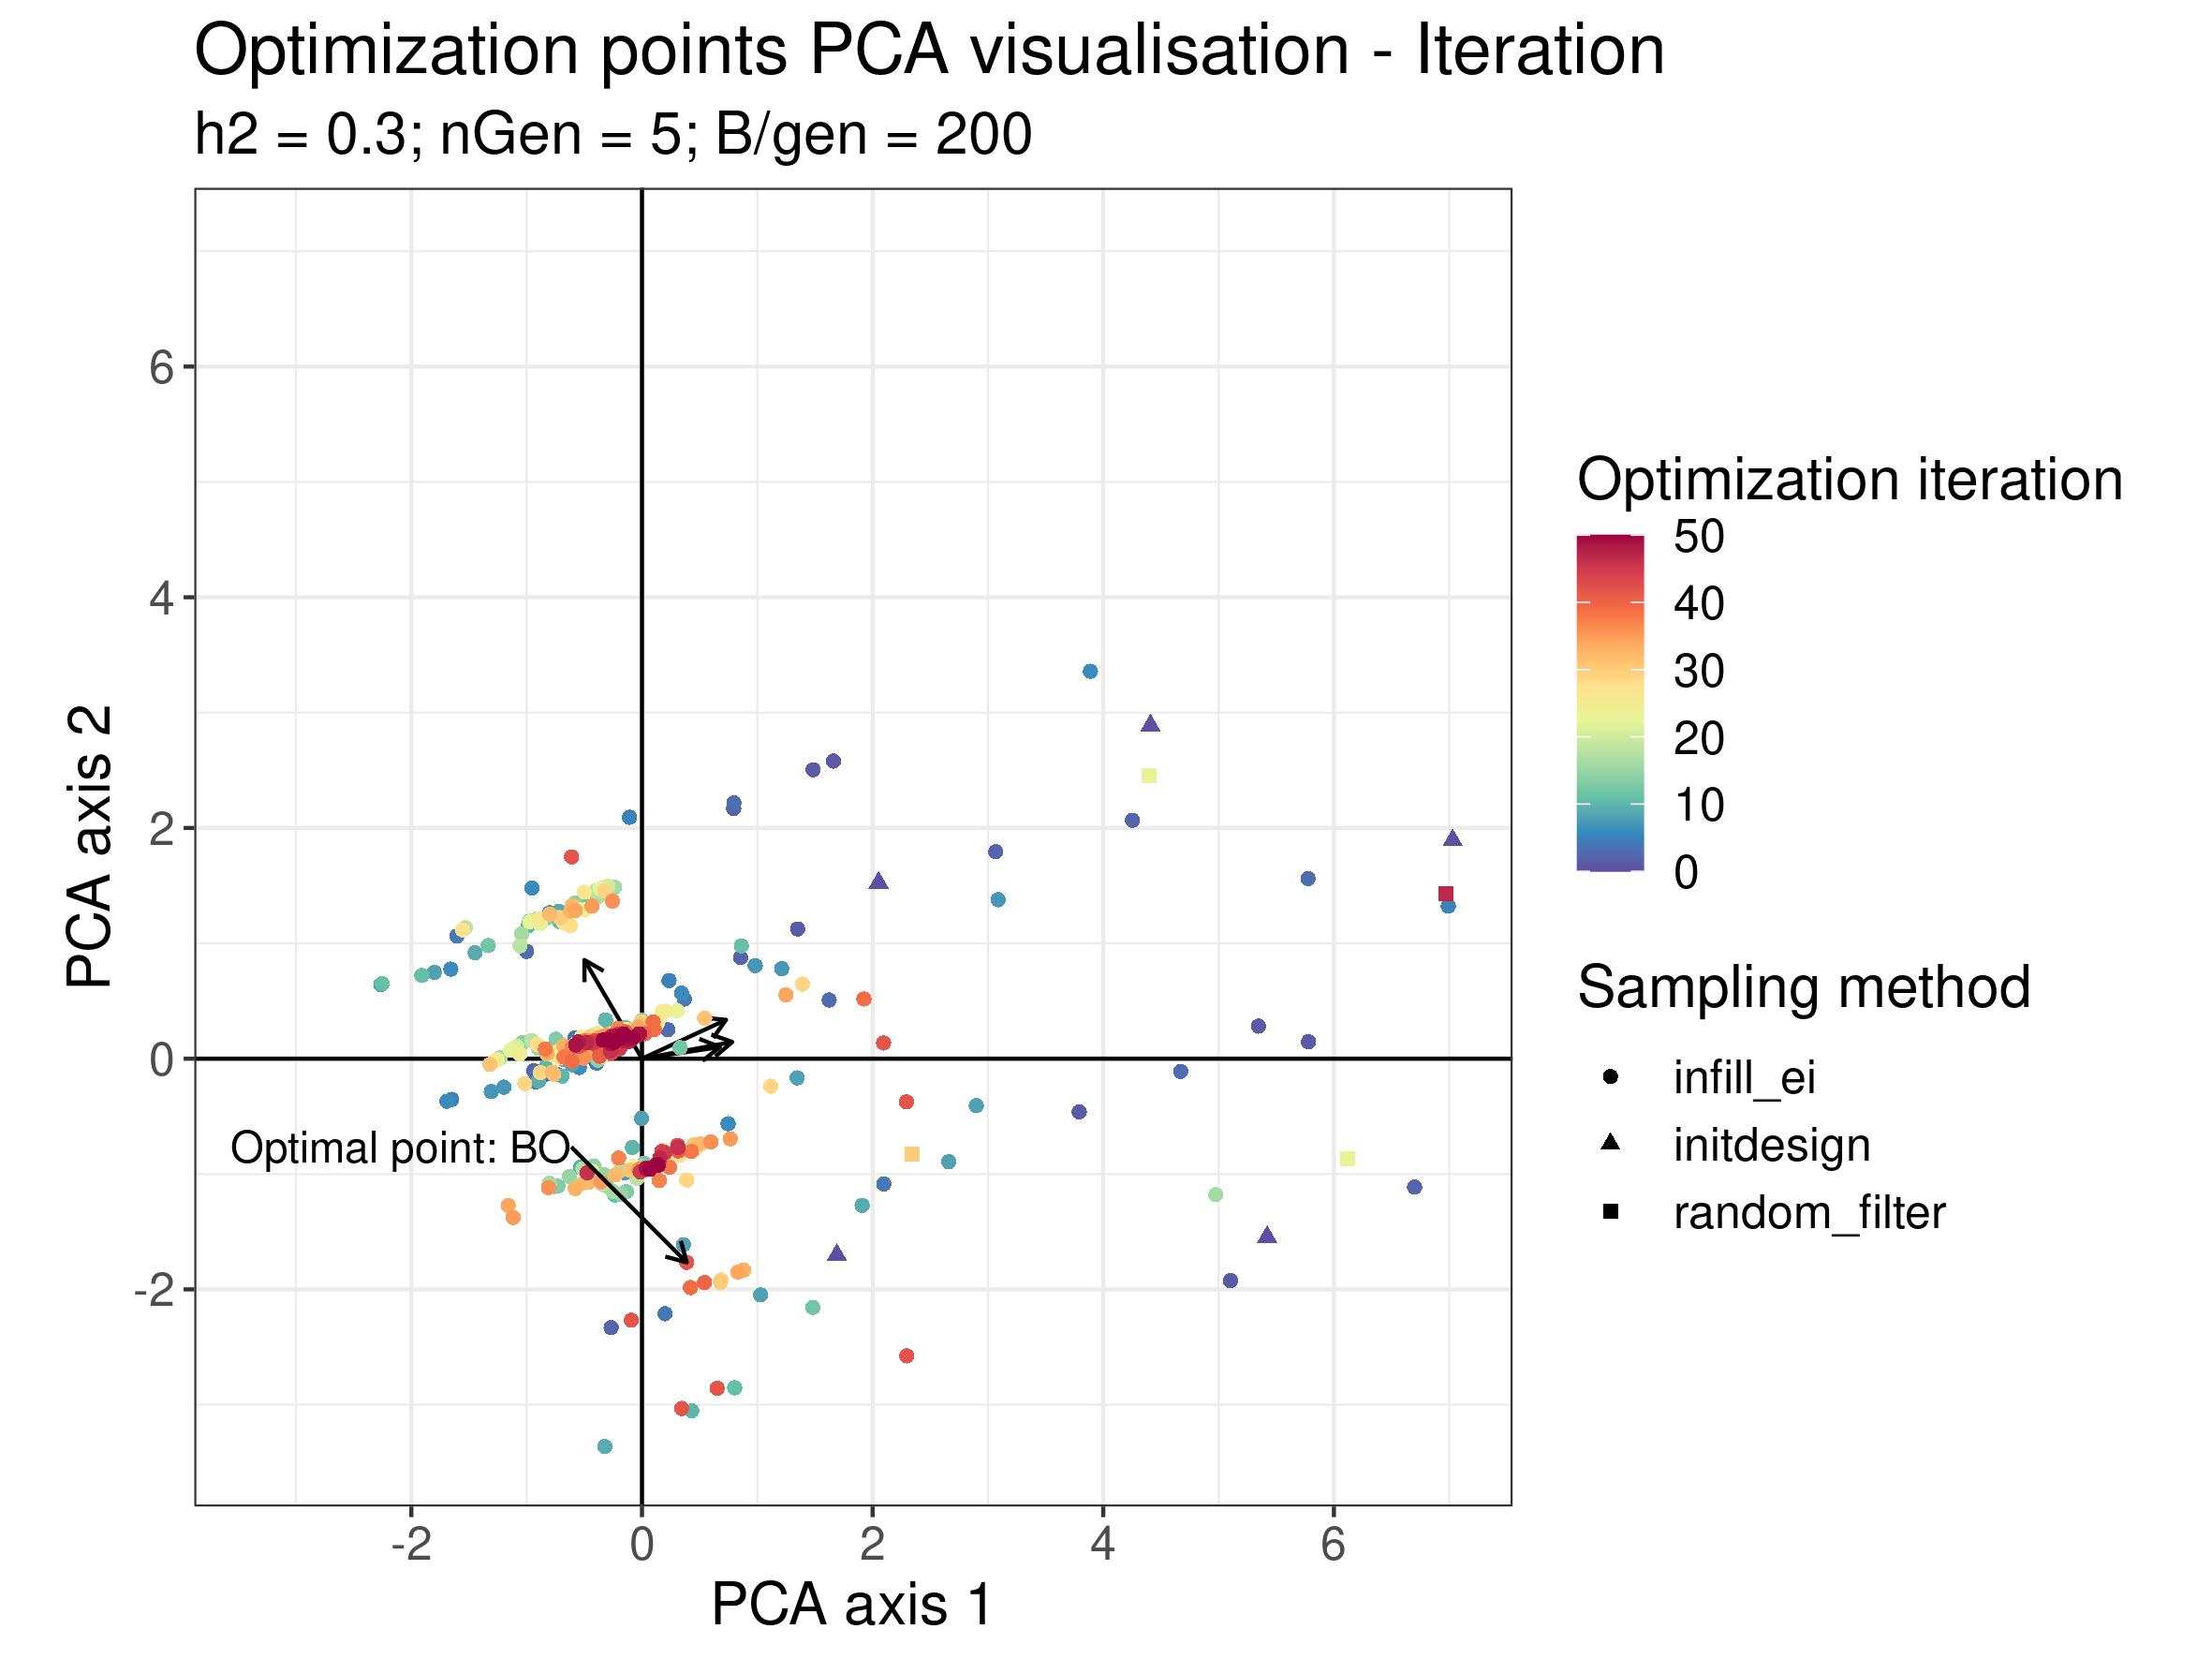 Optimization points PCA visualisation - Iteration
h2 = 0.3; nGen = 5; B/gen = 200
PCA axis 2
6
4
2
0
-2
Optimal point: BO
-2
0
2
4
6
PCA axis 1
Optimization iteration
50
40
30
20
10
0
Sampling method
infill_ei
initdesign
random_filter